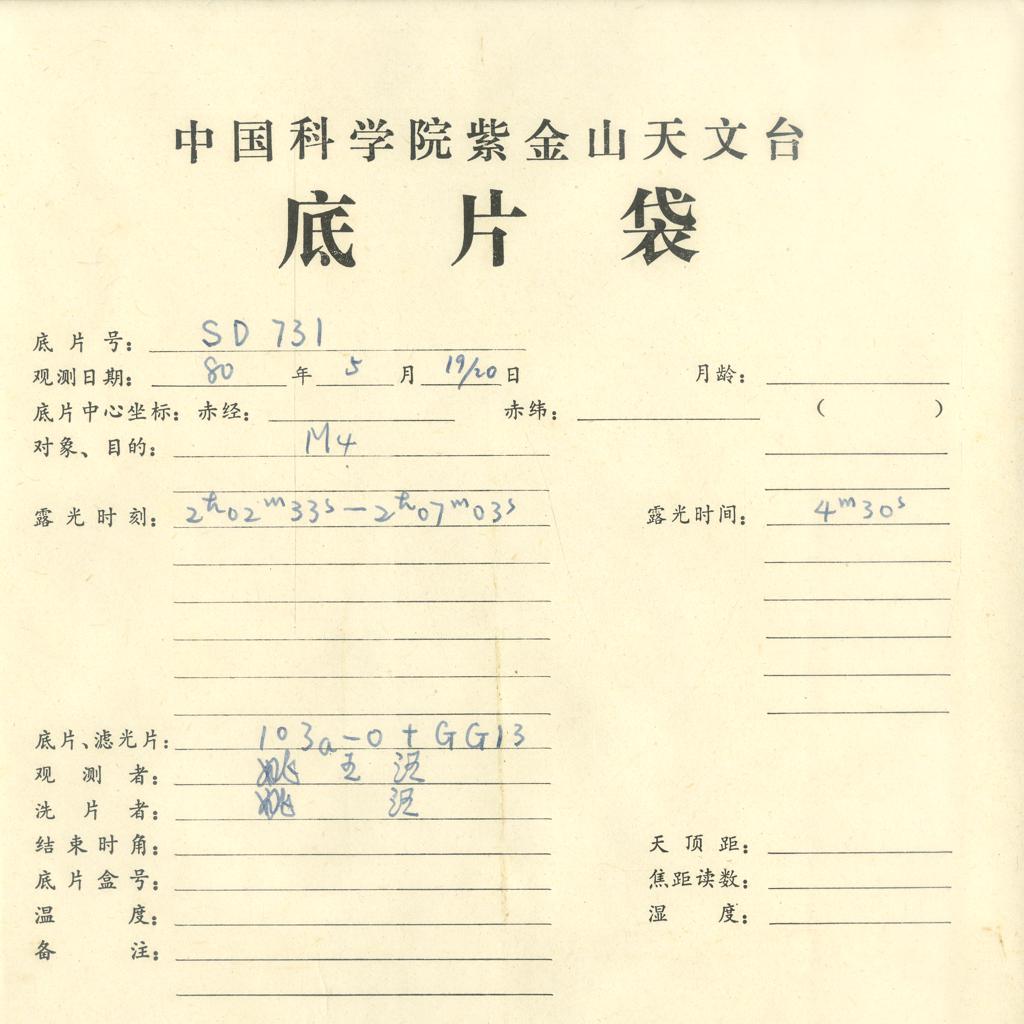 中国科学院紫金山天文台
底片袋
底片号: SD 731
观测日期: 80 年 5 月 19/20 日 月龄:
底片中心坐标: 赤经: 赤纬: ( )
对象、目的: M4
露光时刻: 2h02m33s-2h07m03s 露光时间: 4m30s
底片、滤光片: 103a-O+GG13
观测者: 姚 王 汪
洗片者: 姚 汪
结束时角: 天顶距:
底片盒号: 焦距读数:
温度: 湿度:
备注: